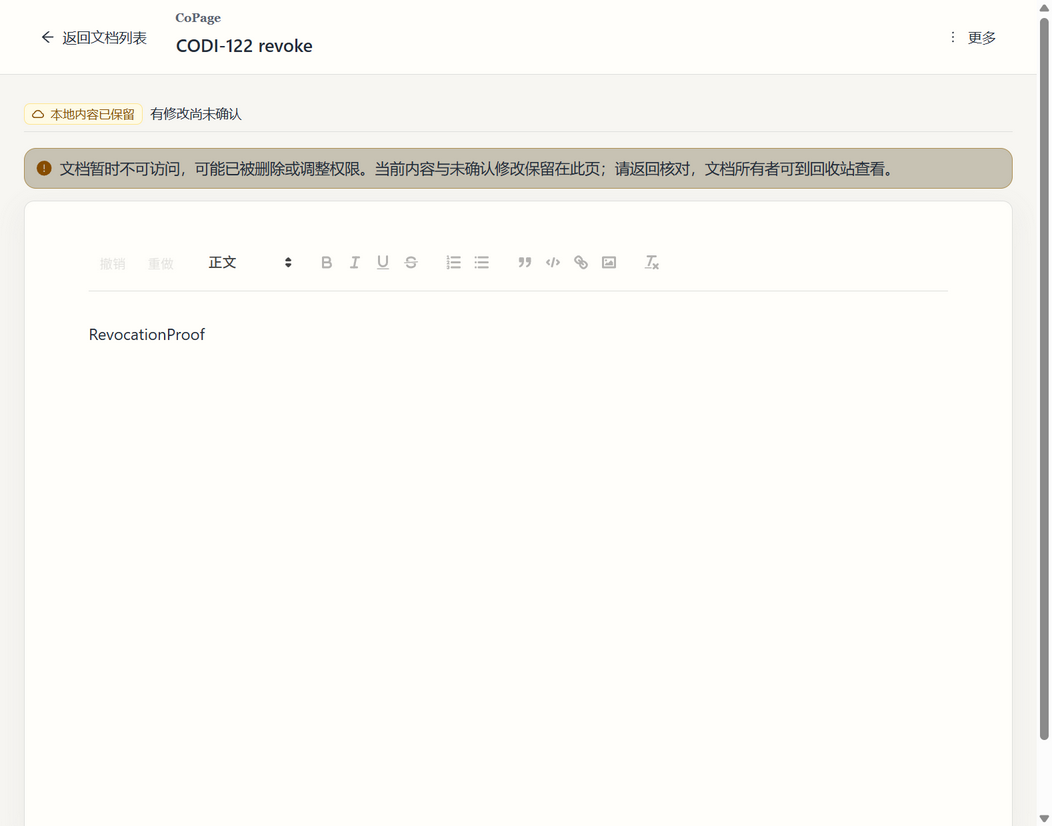 CoPage
返回文档列表
CODI-122 revoke
更多
本地内容已保留 有修改尚未确认
文档暂时不可访问，可能已被删除或调整权限。当前内容与未确认修改保留在此页；请返回核对，文档所有者可到回收站查看。
撤销 重做 正文
RevocationProof